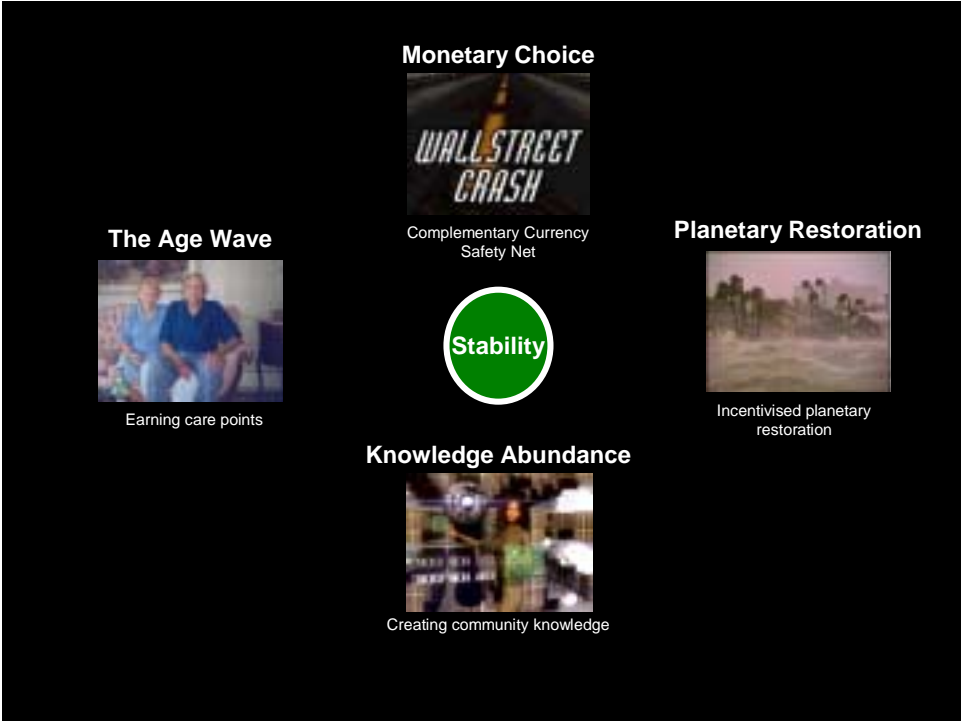 Monetary Choice
WALL STREET
CRASH
Complementary Currency
Safety Net
The Age Wave
Earning care points
Stability
Planetary Restoration
Incentivised planetary
restoration
Knowledge Abundance
Creating community knowledge